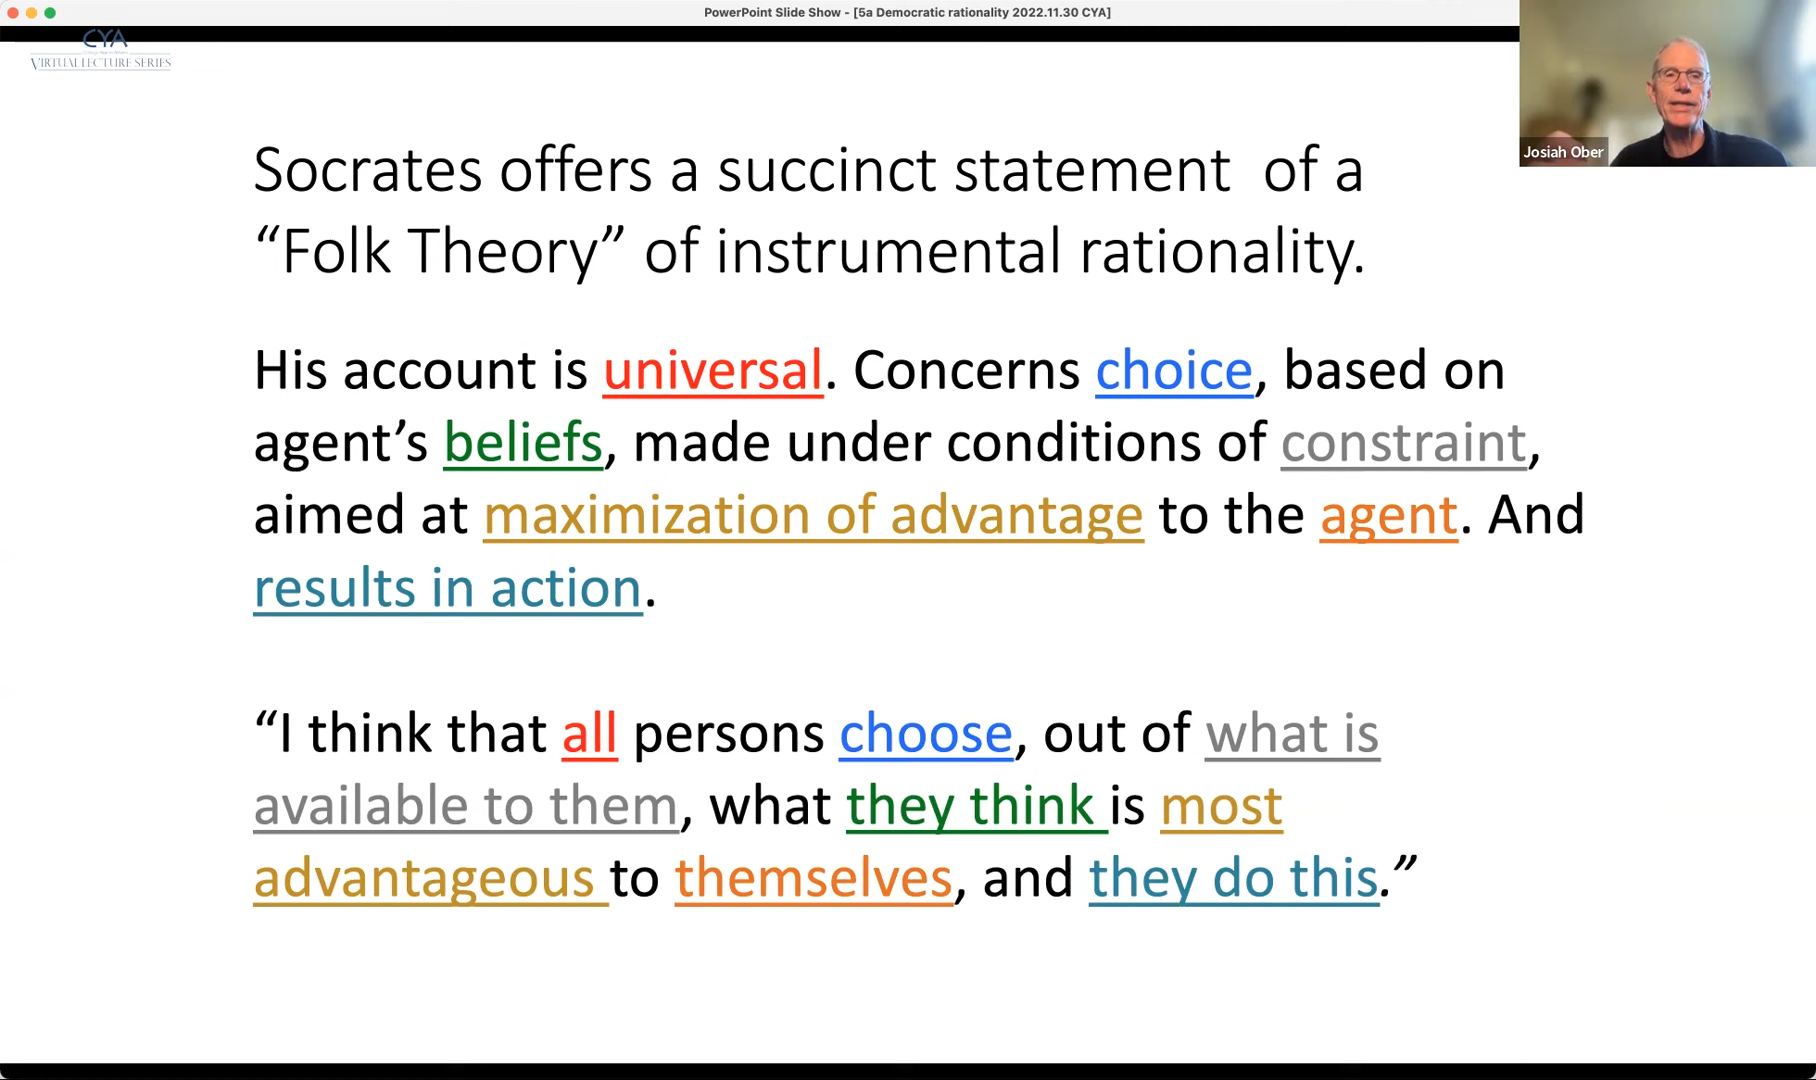 PowerPoint Slide Show - [5a Democratic rationality 2022.11.30 CYA]
CYA
VIRTUAL LECTURE SERIES
Josiah Ober
Socrates offers a succinct statement of a
“Folk Theory” of instrumental rationality.
His account is universal. Concerns choice, based on
agent’s beliefs, made under conditions of constraint,
aimed at maximization of advantage to the agent. And
results in action.
“I think that all persons choose, out of what is
available to them, what they think is most
advantageous to themselves, and they do this.”